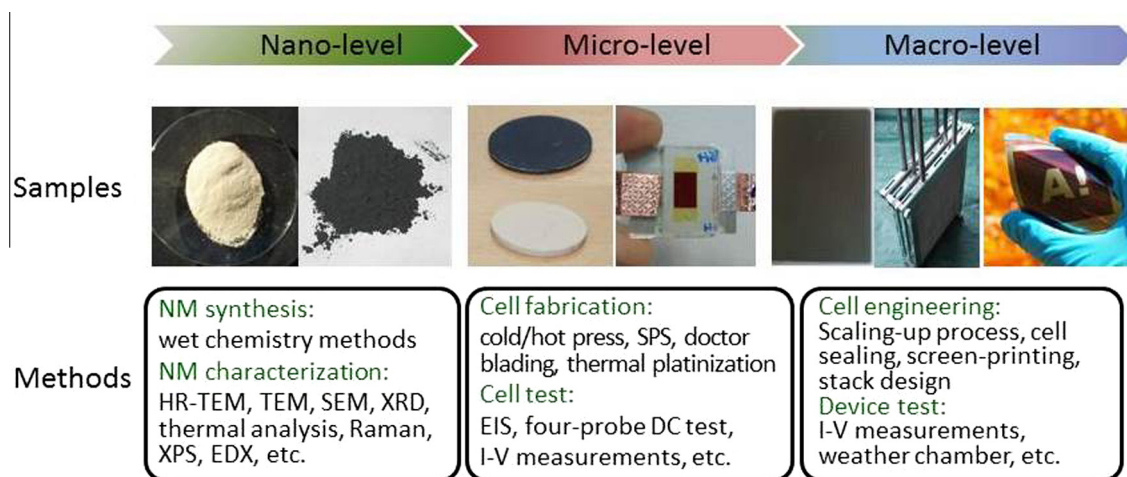 Nano-level
Micro-level
Macro-level
Samples
A!
Methods
NM synthesis:
wet chemistry methods
NM characterization:
HR-TEM, TEM, SEM, XRD,
thermal analysis, Raman,
XPS, EDX, etc.
Cell fabrication:
cold/hot press, SPS, doctor
blading, thermal platinization
Cell test:
EIS, four-probe DC test,
I-V measurements, etc.
Cell engineering:
Scaling-up process, cell
sealing, screen-printing,
stack design
Device test:
I-V measurements,
weather chamber, etc.